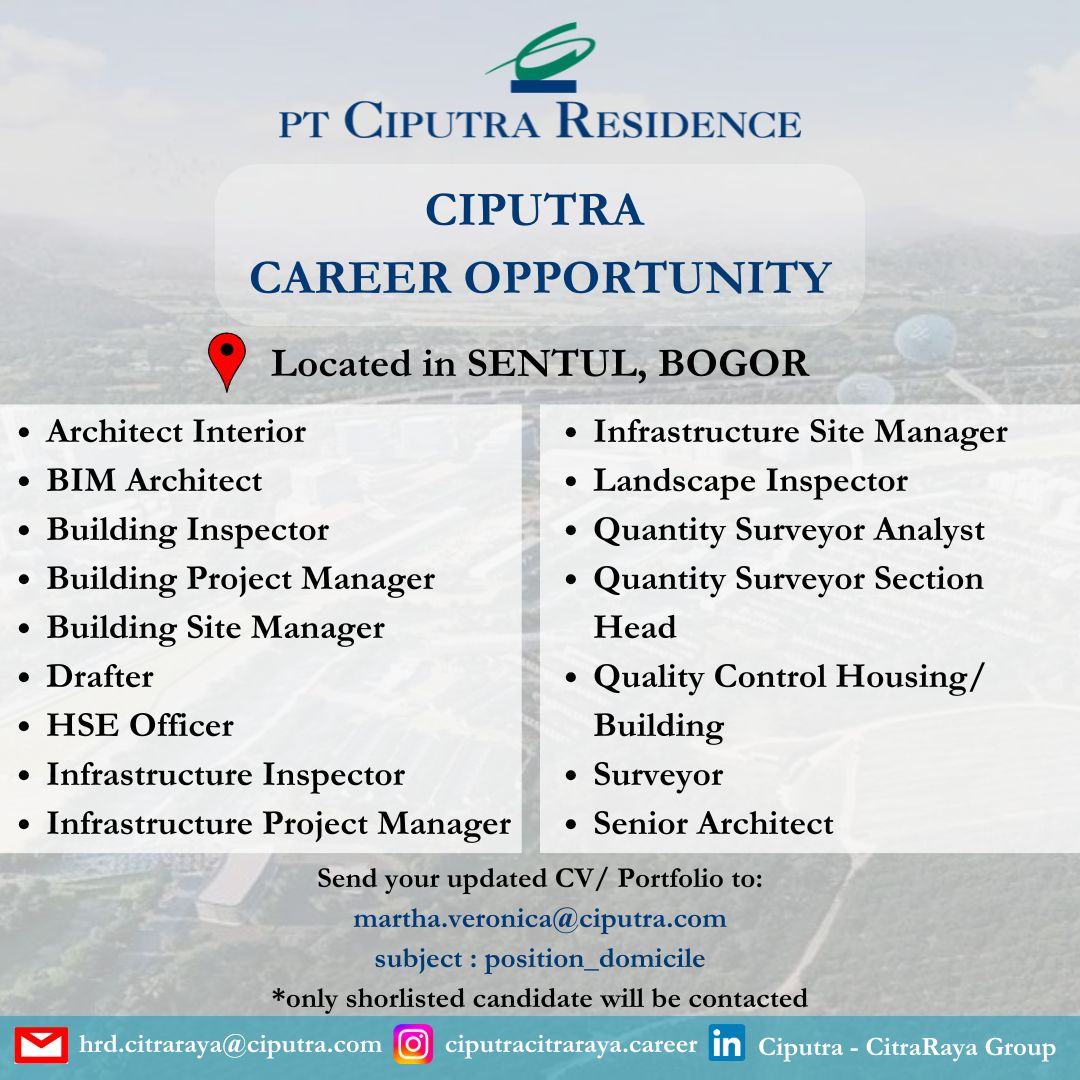 PT CIPUTRA RESIDENCE
CIPUTRA
CAREER OPPORTUNITY
Located in SENTUL, BOGOR
• Architect Interior
• BIM Architect
• Building Inspector
• Building Project Manager
• Building Site Manager
• Drafter
• HSE Officer
• Infrastructure Inspector
• Infrastructure Project Manager
• Infrastructure Site Manager
• Landscape Inspector
• Quantity Surveyor Analyst
• Quantity Surveyor Section
Head
• Quality Control Housing/
Building
• Surveyor
• Senior Architect
Send your updated CV/ Portfolio to:
martha.veronica@ciputra.com
subject : position_domicile
*only shorlisted candidate will be contacted
hrd.citraraya@ciputra.com ciputracitraraya.career Ciputra - CitraRaya Group